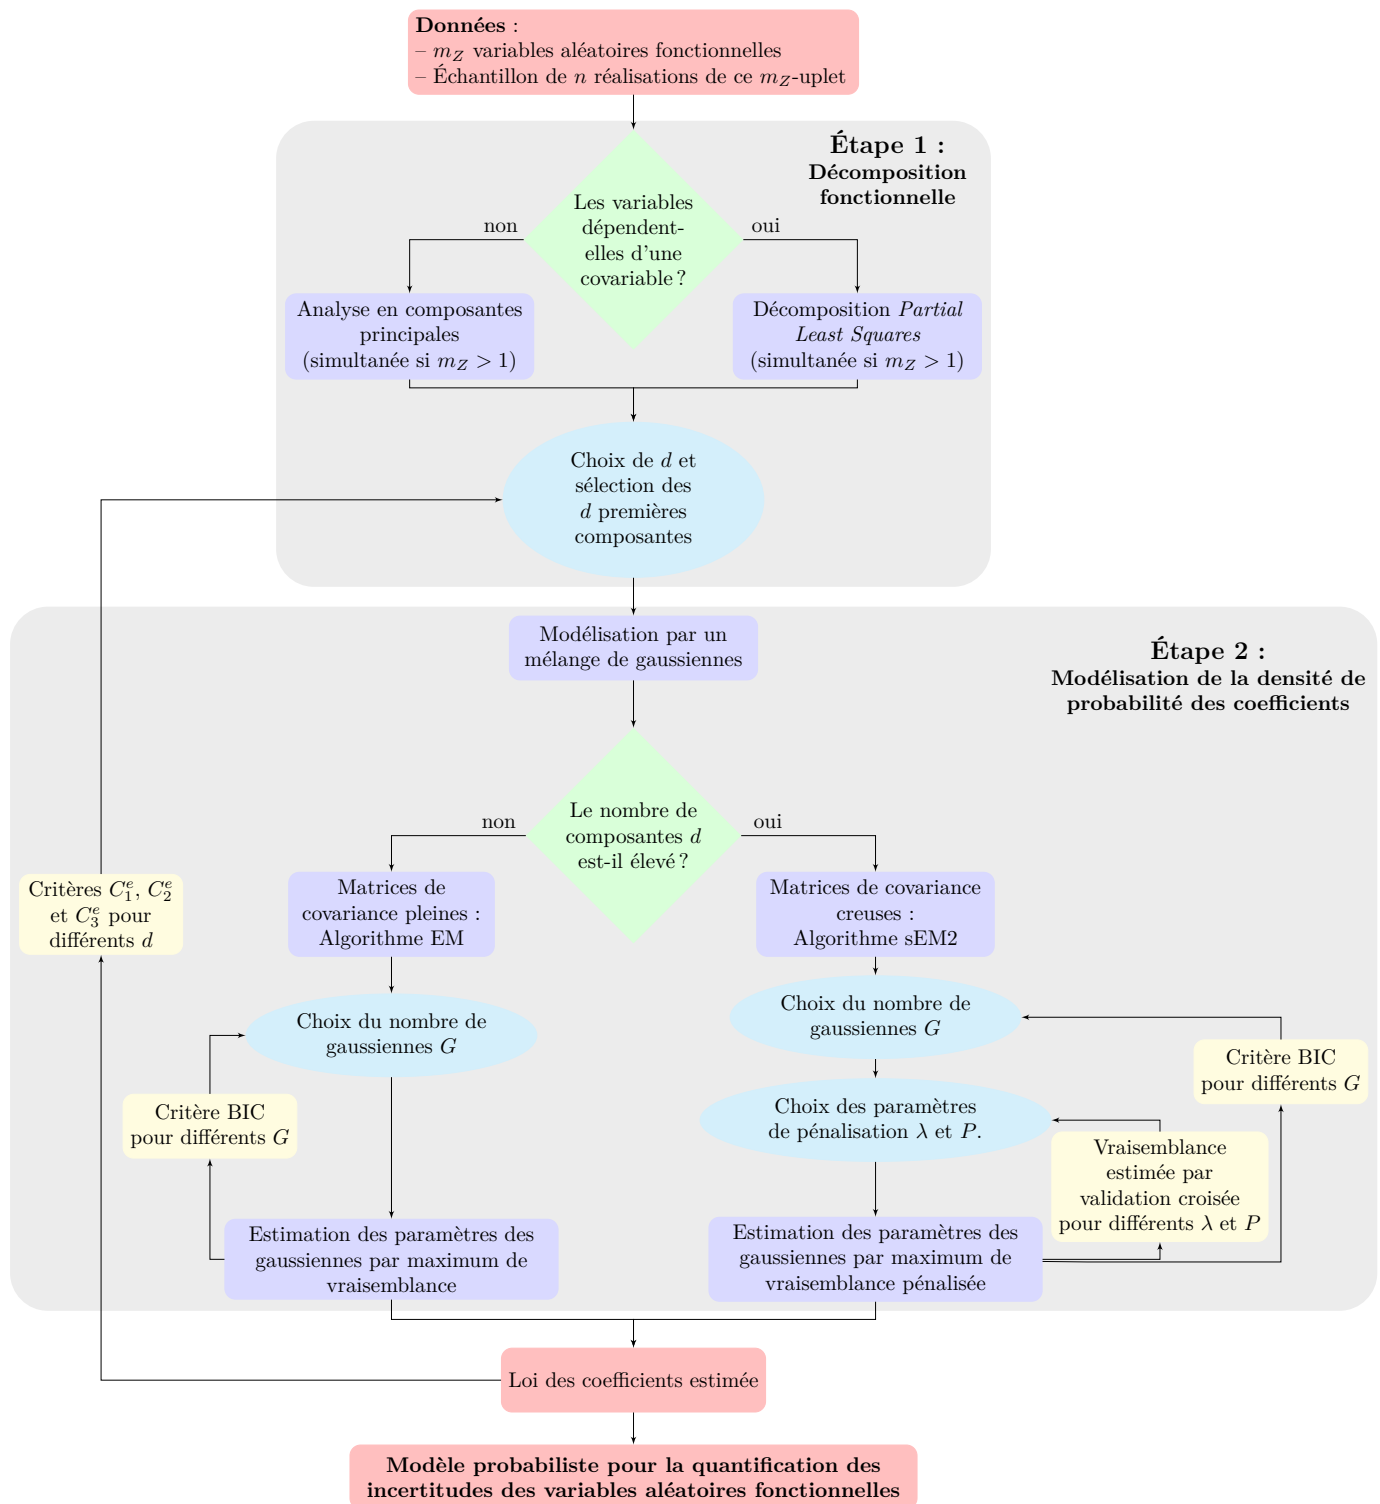 Données :
– m_Z variables aléatoires fonctionnelles
– Échantillon de n réalisations de ce m_Z-uplet
Étape 1 :
Décomposition
fonctionnelle
Les variables
dépendent-
elles d'une
covariable ?
non
oui
Analyse en composantes
principales
(simultanée si m_Z > 1)
Décomposition Partial
Least Squares
(simultanée si m_Z > 1)
Choix de d et
sélection des
d premières
composantes
Modélisation par un
mélange de gaussiennes
Étape 2 :
Modélisation de la densité de
probabilité des coefficients
Le nombre de
composantes d
est-il élevé ?
non
oui
Critères C_1^e, C_2^e
et C_3^e pour
différents d
Matrices de
covariance pleines :
Algorithme EM
Matrices de covariance
creuses :
Algorithme sEM2
Choix du nombre de
gaussiennes G
Choix du nombre de
gaussiennes G
Critère BIC
pour différents G
Critère BIC
pour différents G
Choix des paramètres
de pénalisation λ et P.
Vraisemblance
estimée par
validation croisée
pour différents λ et P
Estimation des paramètres des
gaussiennes par maximum de
vraisemblance
Estimation des paramètres des
gaussiennes par maximum de
vraisemblance pénalisée
Loi des coefficients estimée
Modèle probabiliste pour la quantification des
incertitudes des variables aléatoires fonctionnelles